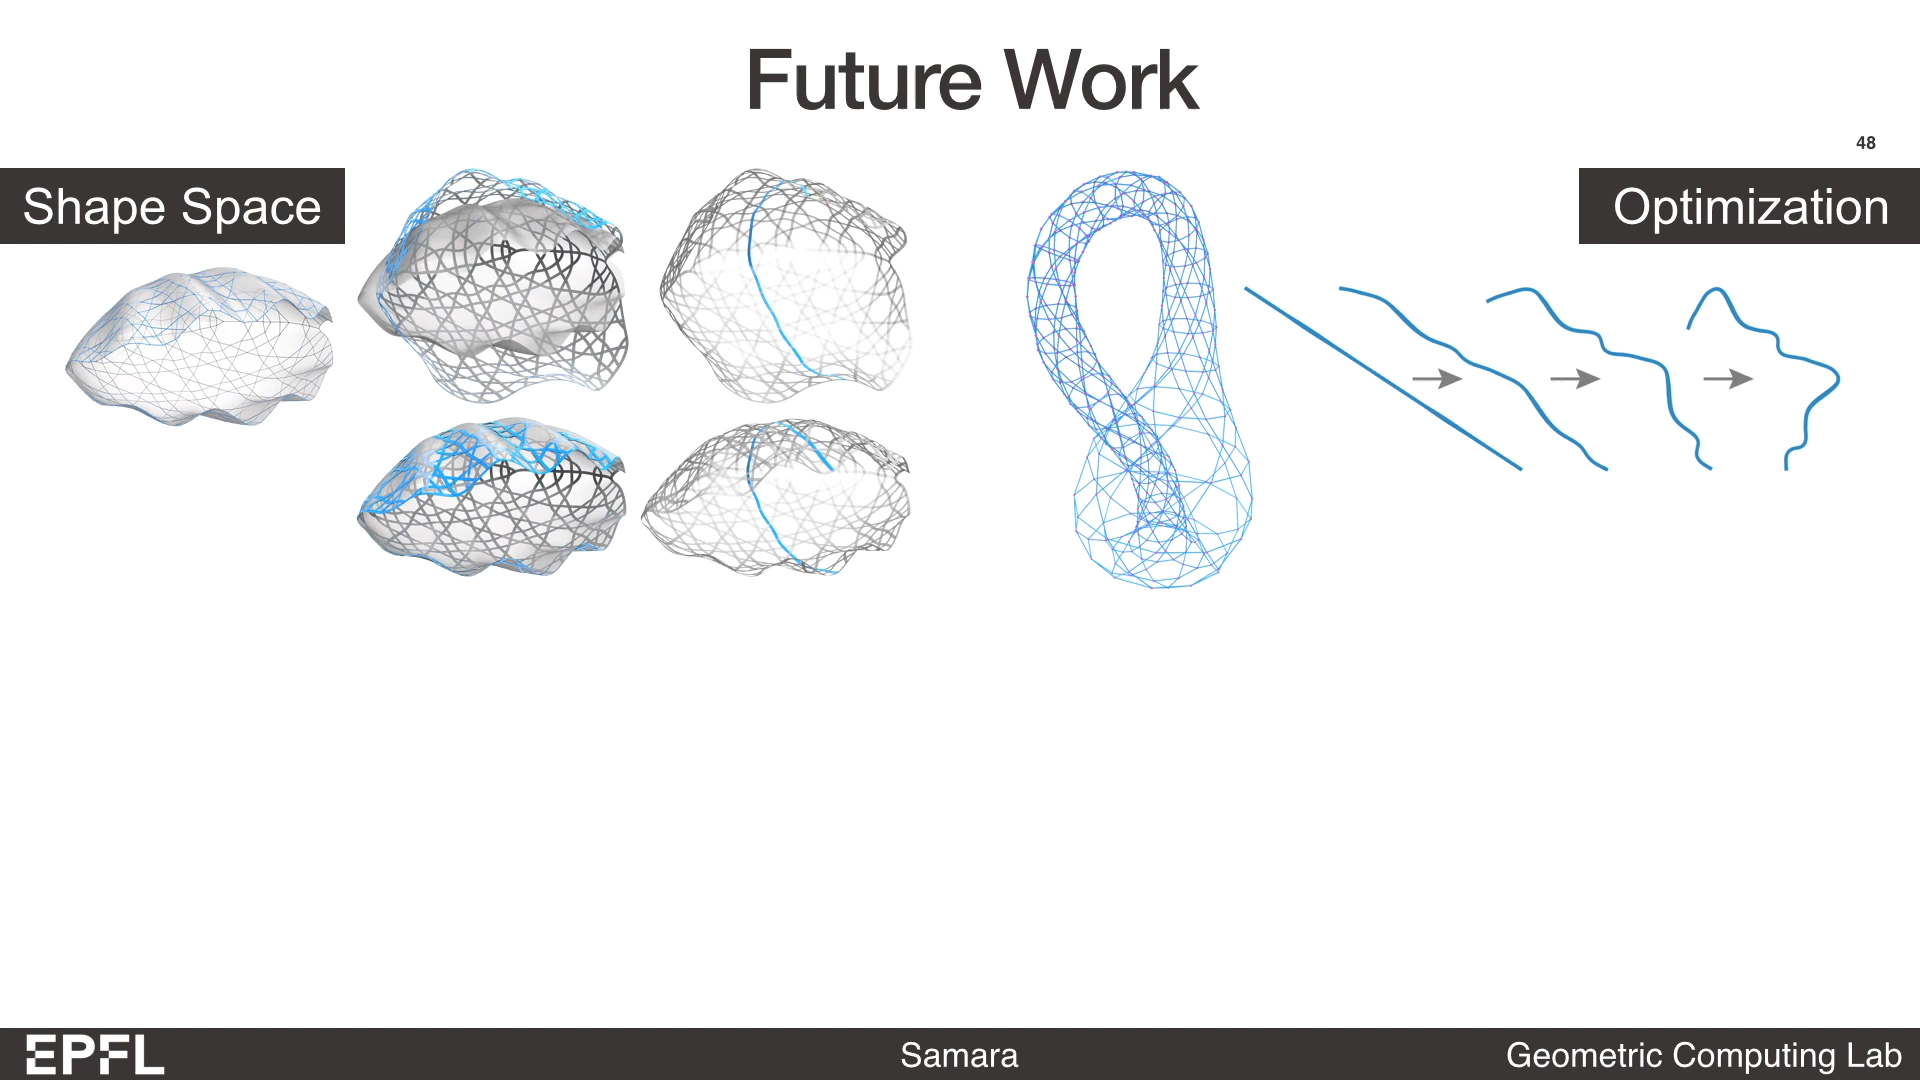 Future Work
48
Shape Space
Optimization
EPFL
Samara
Geometric Computing Lab